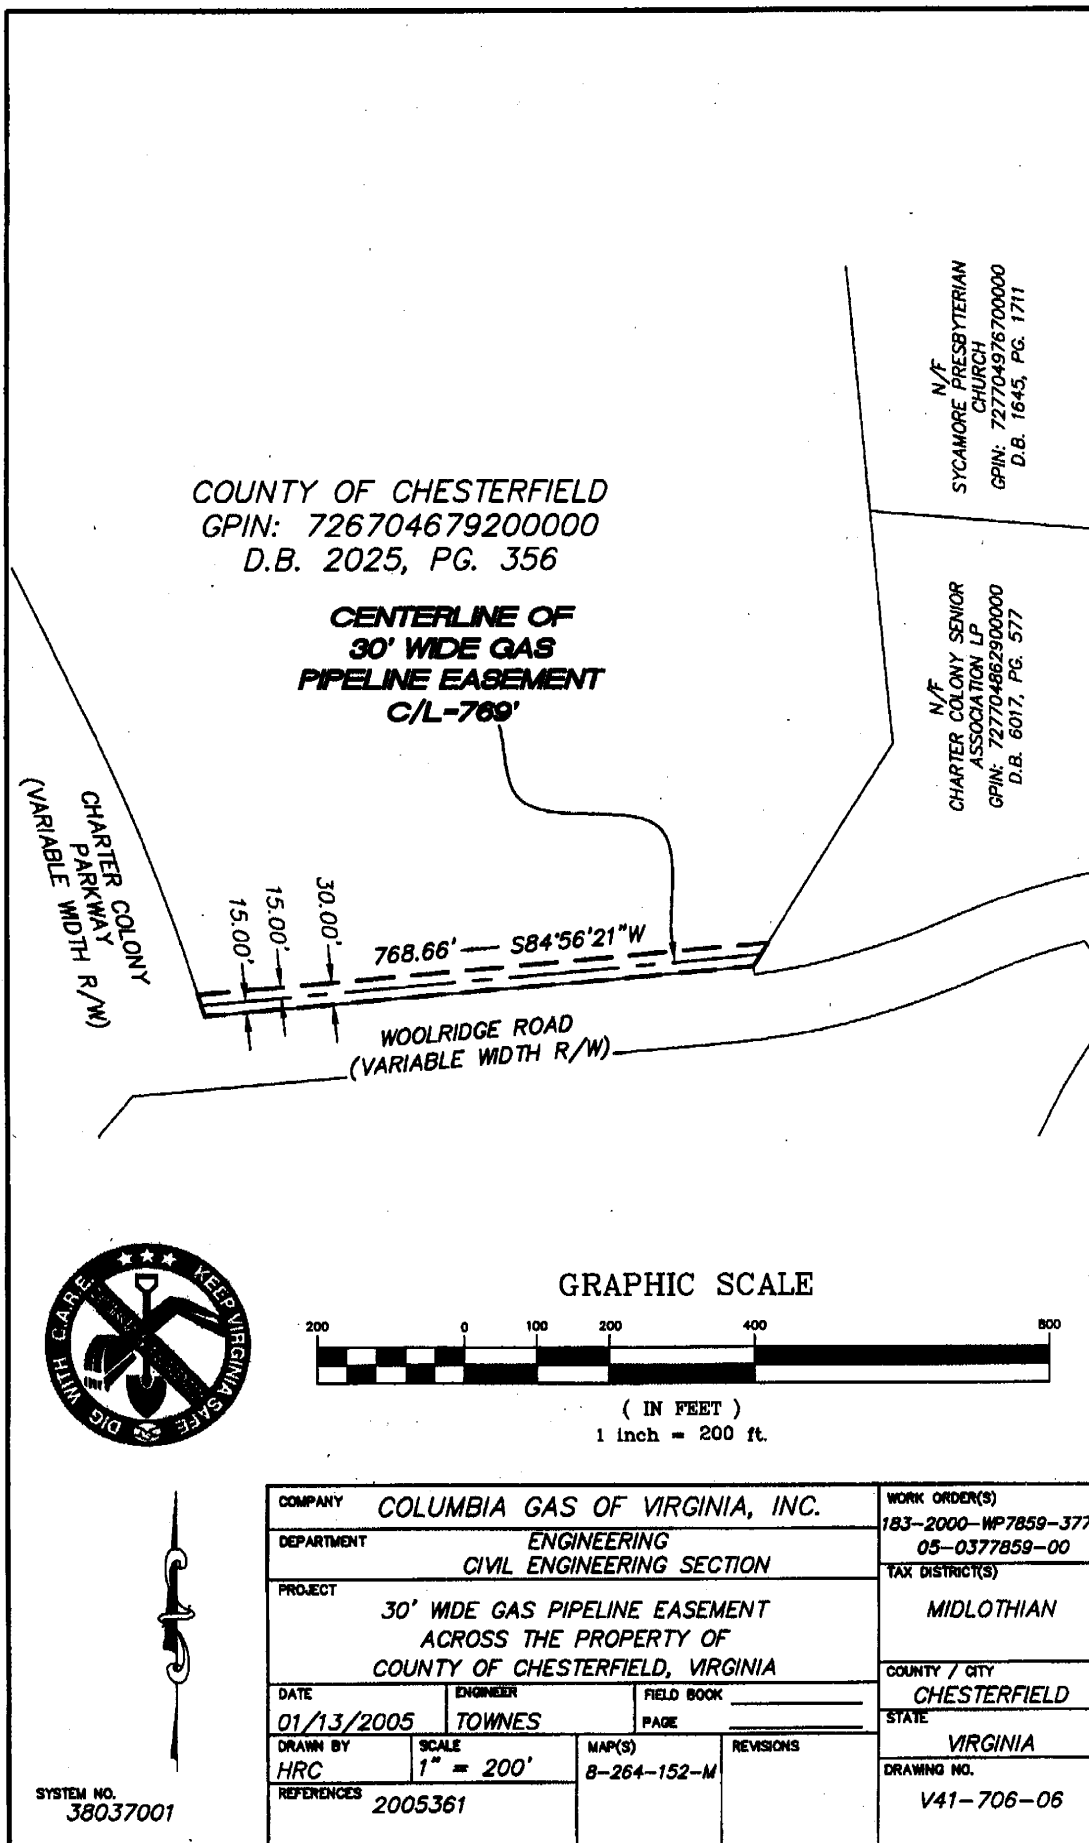 N/F
SYCAMORE PRESBYTERIAN
CHURCH
GPIN: 727704976700000
D.B. 1645, PG. 1711
COUNTY OF CHESTERFIELD
GPIN: 726704679200000
D.B. 2025, PG. 356
CENTERLINE OF
30' WIDE GAS
PIPELINE EASEMENT
C/L-769'
N/F
CHARTER COLONY SENIOR
ASSOCIATION LP
GPIN: 727704862900000
D.B. 6017, PG. 577
CHARTER COLONY
PARKWAY
(VARIABLE WIDTH R/W)
15.00'
15.00'
30.00'
768.66' — S84°56'21"W
WOOLRIDGE ROAD
(VARIABLE WIDTH R/W)
DIG WITH C.A.R.E. ★★★ KEEP VIRGINIA SAFE
GRAPHIC SCALE
200 0 100 200 400 800
( IN FEET )
1 inch = 200 ft.
COMPANY COLUMBIA GAS OF VIRGINIA, INC.
DEPARTMENT ENGINEERING
CIVIL ENGINEERING SECTION
PROJECT
30' WIDE GAS PIPELINE EASEMENT
ACROSS THE PROPERTY OF
COUNTY OF CHESTERFIELD, VIRGINIA
DATE 01/13/2005
ENGINEER TOWNES
FIELD BOOK
PAGE
DRAWN BY HRC
SCALE 1" = 200'
MAP(S) 8-264-152-M
REVISIONS
REFERENCES 2005361
WORK ORDER(S)
183-2000-WP7859-377
05-0377859-00
TAX DISTRICT(S)
MIDLOTHIAN
COUNTY / CITY
CHESTERFIELD
STATE
VIRGINIA
DRAWING NO.
V41-706-06
SYSTEM NO.
38037001